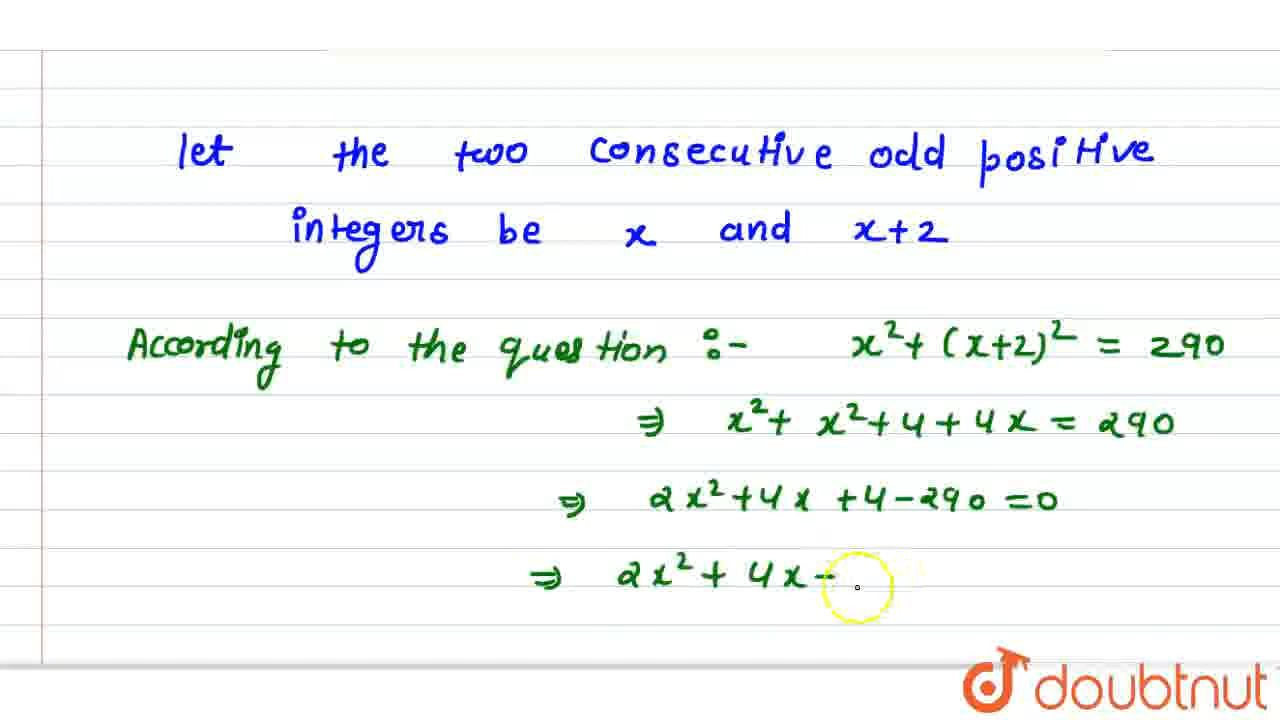 let the two consecutive odd positive
integers be x and x+2
According to the question :- x²+(x+2)² = 290
⇒ x²+ x²+4+4x = 290
⇒ 2x²+4x +4-290 =0
⇒ 2x²+ 4x-
doubtnut